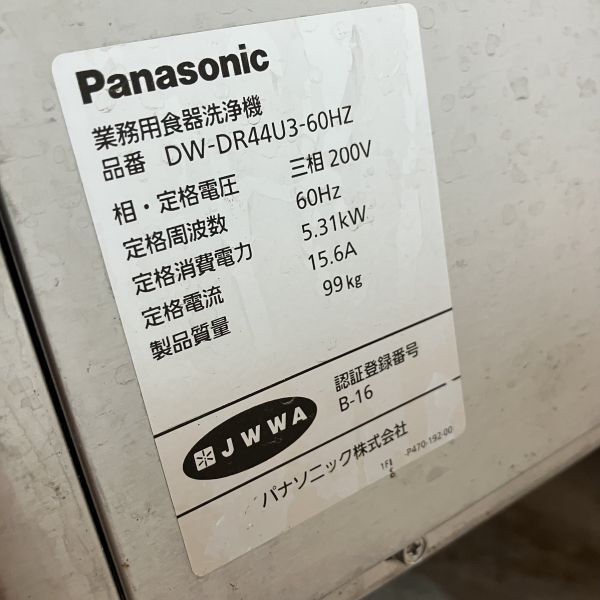 Panasonic
業務用食器洗浄機
品番 DW-DR44U3-60HZ
相・定格電圧 三相 200V
定格周波数 60Hz
定格消費電力 5.31kW
定格電流 15.6A
製品質量 99kg
JWWA
認証登録番号
B-16
パナソニック株式会社
-P470-192-00